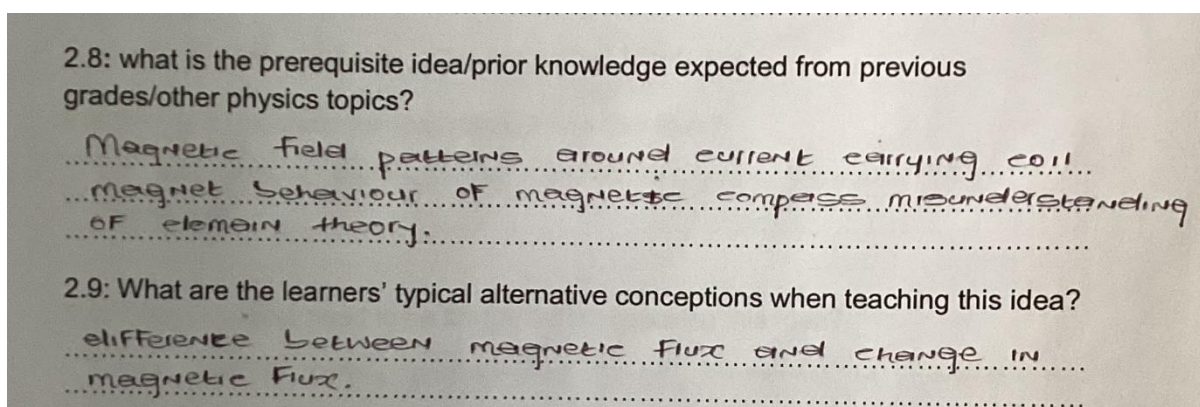 2.8: what is the prerequisite idea/prior knowledge expected from previous
grades/other physics topics?
Magnetic field patterns around current carrying coil
magnet behaviour of magnetic compass misunderstanding
of domain theory.
2.9: What are the learners' typical alternative conceptions when teaching this idea?
difference between magnetic flux and change in
magnetic flux.